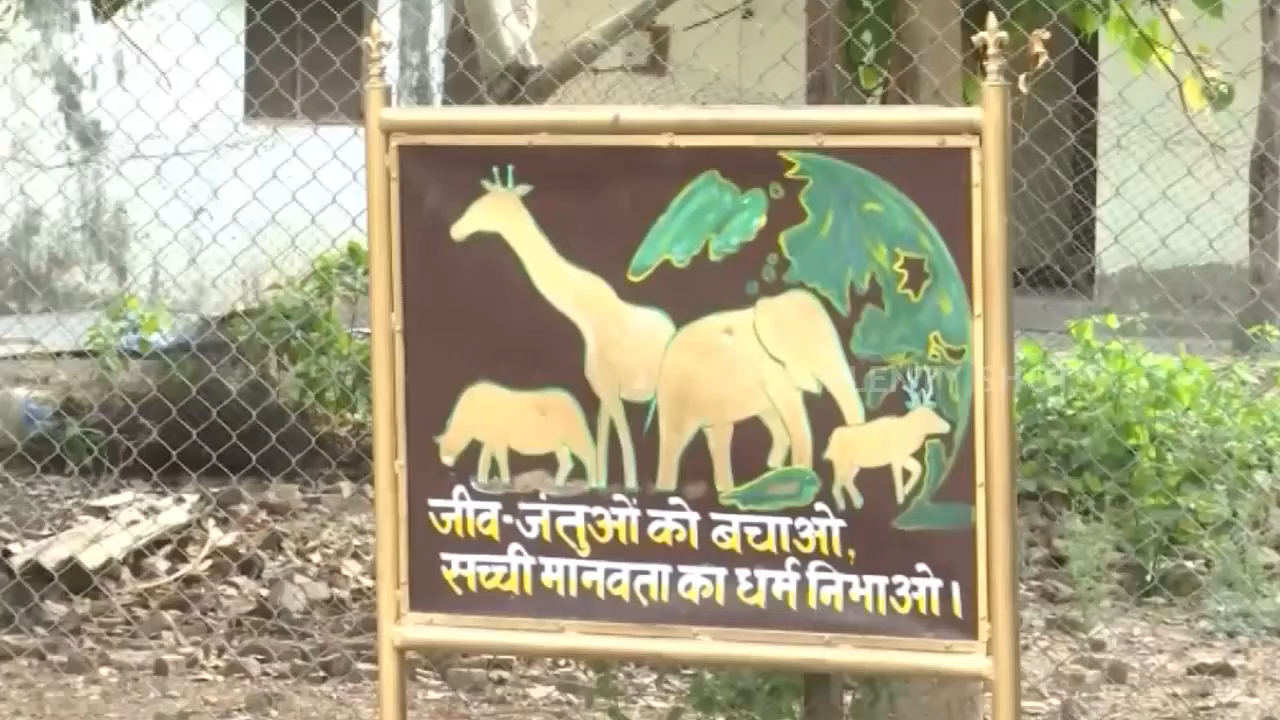 जीव-जंतुओं को बचाओ,
सच्ची मानवता का धर्म निभाओ।